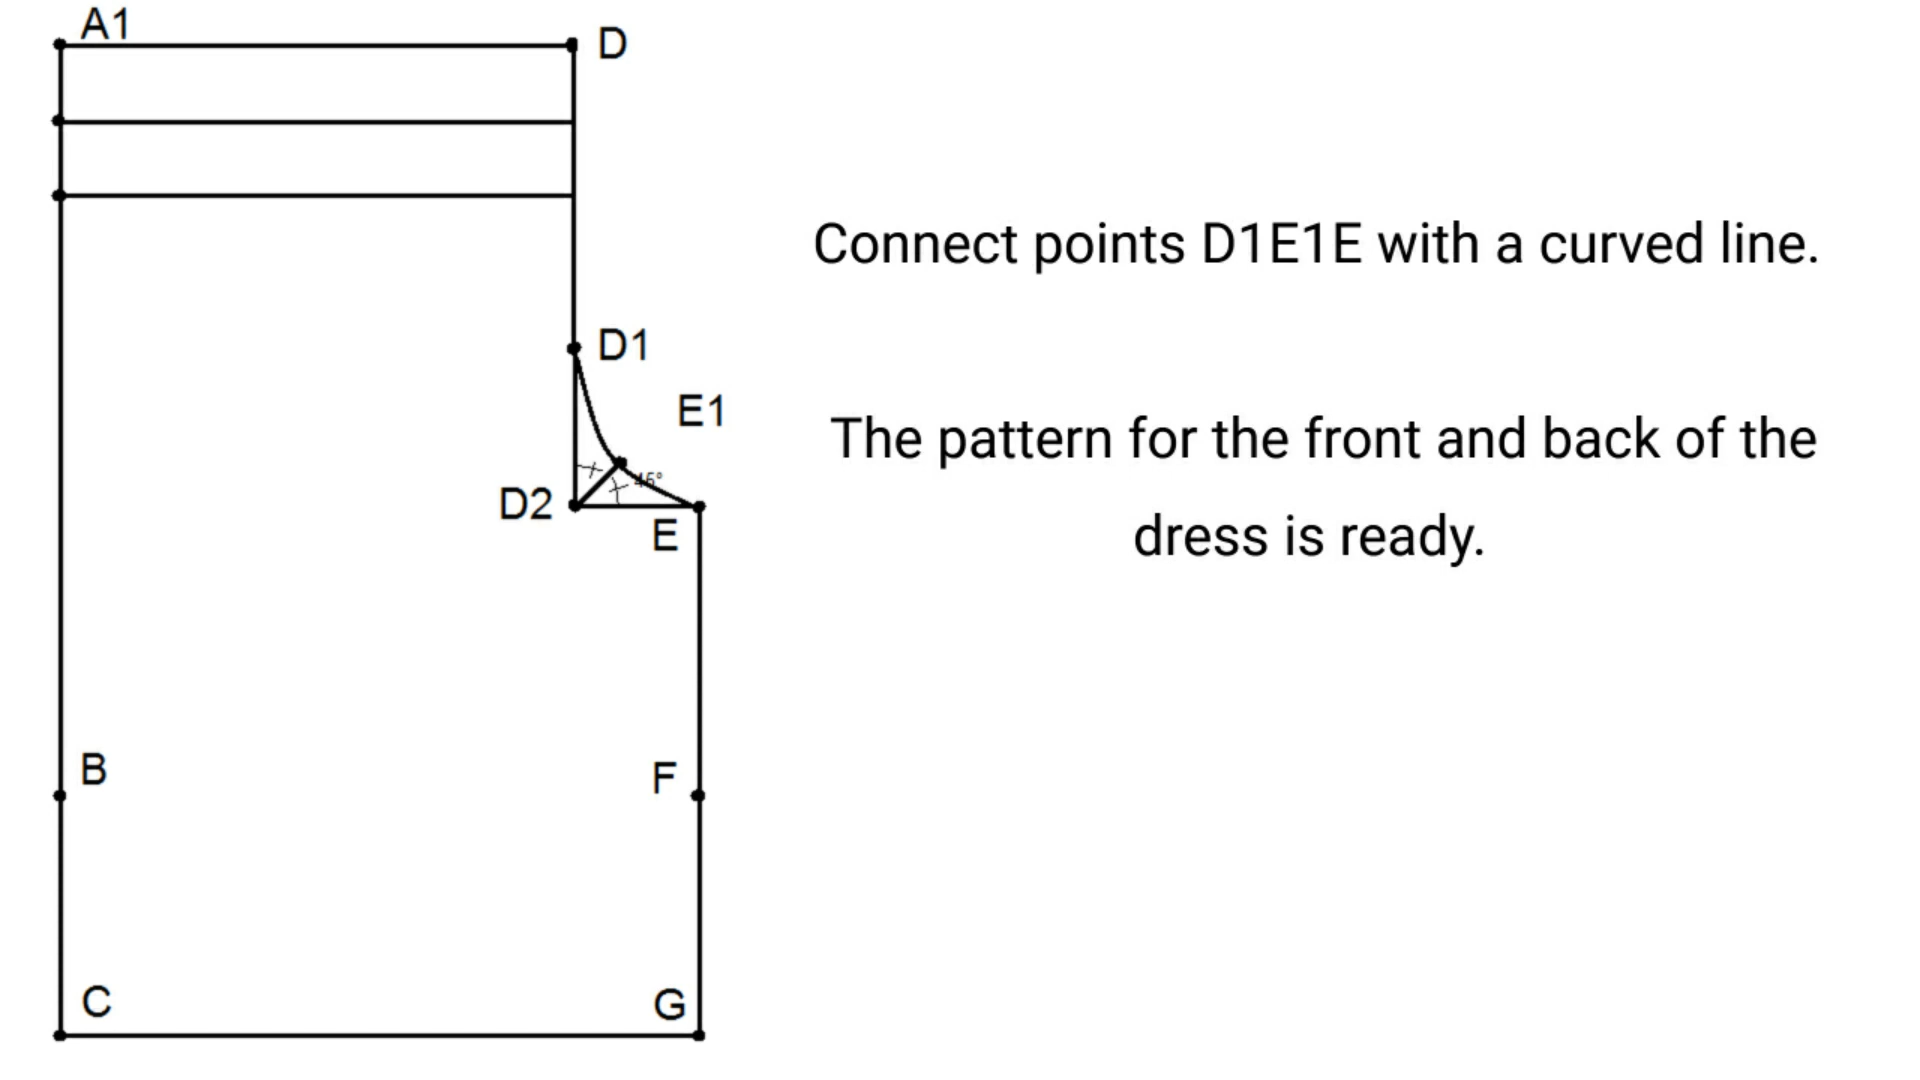 A1
D
Connect points D1E1E with a curved line.
D1
E1
The pattern for the front and back of the
45°
D2
E
dress is ready.
B
F
C
G